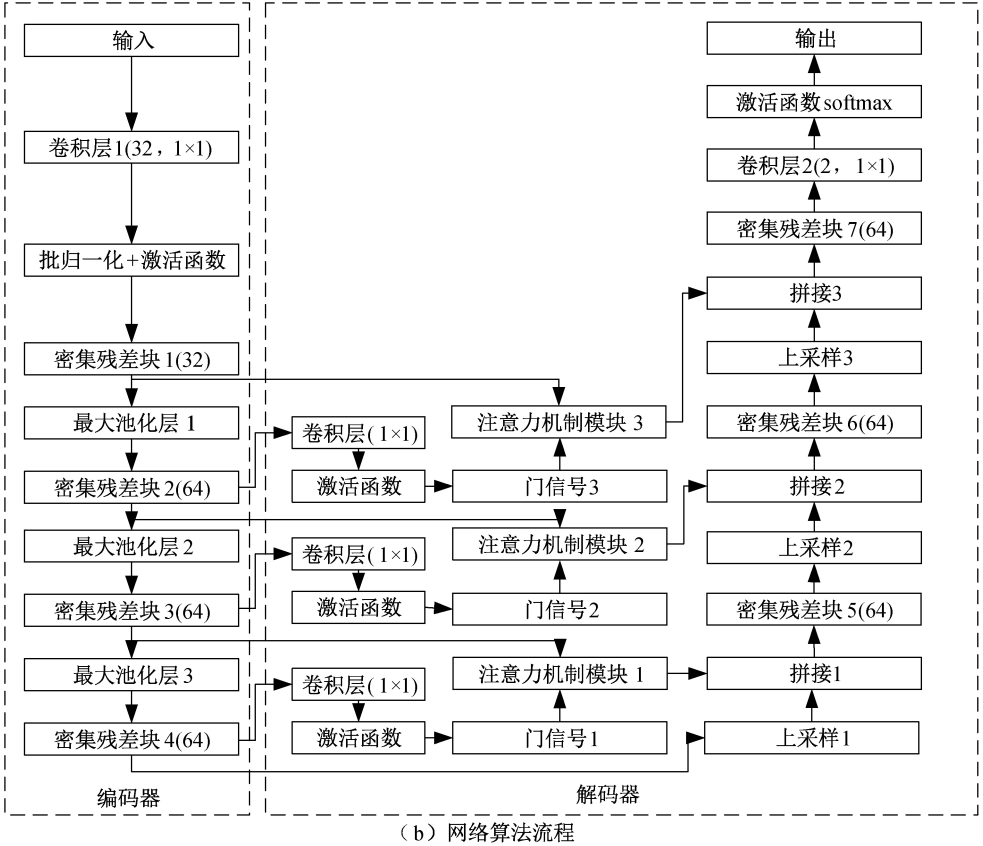 输入
卷积层1(32，1×1)
批归一化+激活函数
密集残差块1(32)
最大池化层1
密集残差块2(64)
最大池化层2
密集残差块3(64)
最大池化层3
密集残差块4(64)
编码器
卷积层(1×1)
激活函数
门信号3
注意力机制模块3
卷积层(1×1)
激活函数
门信号2
注意力机制模块2
卷积层(1×1)
激活函数
门信号1
注意力机制模块1
输出
激活函数softmax
卷积层2(2，1×1)
密集残差块7(64)
拼接3
上采样3
密集残差块6(64)
拼接2
上采样2
密集残差块5(64)
拼接1
上采样1
解码器
（b）网络算法流程